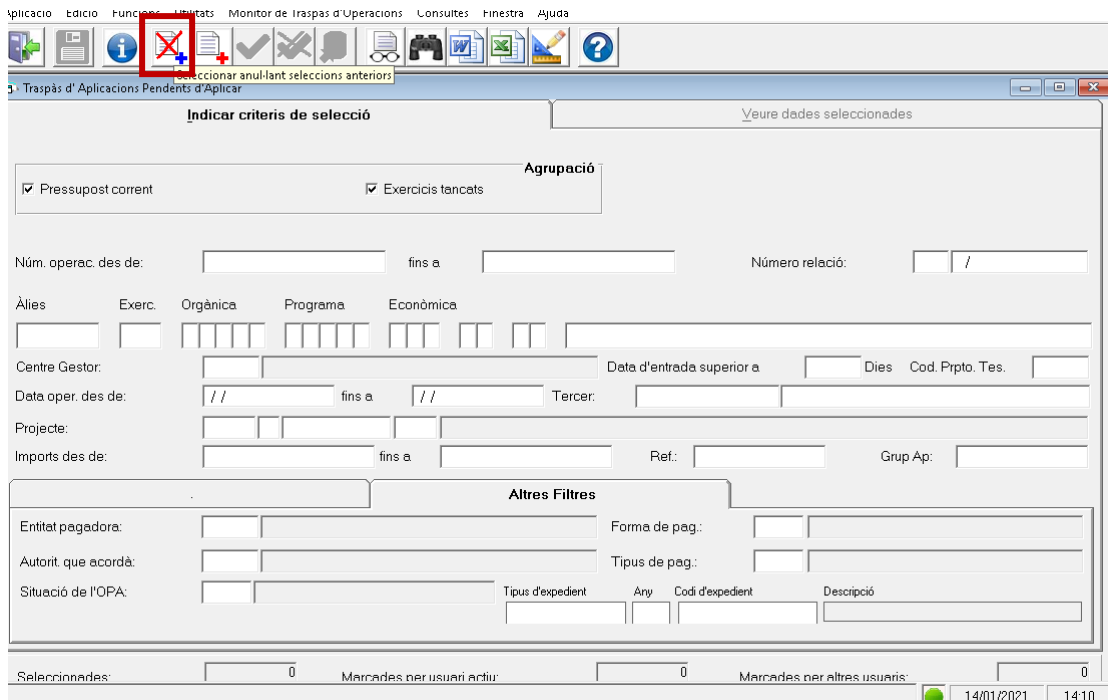 Aplicació Edició Funcions Utilitats Monitor de Traspàs d'Operacions Consultes Finestra Ajuda
Seleccionar anul·lant seleccions anteriors
Traspàs d' Aplicacions Pendents d'Aplicar
Indicar criteris de selecció Veure dades seleccionades
Agrupació
Pressupost corrent Exercicis tancats
Núm. operac. des de: fins a Número relació: /
Àlies Exerc. Orgànica Programa Econòmica
Centre Gestor: Data d'entrada superior a Dies Cod. Prpto. Tes.
Data oper. des de: / / fins a / / Tercer:
Projecte:
Imports des de: fins a Ref.: Grup Ap:
. Altres Filtres
Entitat pagadora: Forma de pag.:
Autorit. que acordà: Tipus de pag.:
Situació de l'OPA: Tipus d'expedient Any Codi d'expedient Descripció
Seleccionades: 0 Marcades per usuari actiu: 0 Marcades per altres usuaris: 0
14/01/2021 14:10